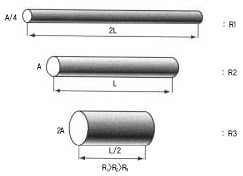 A/4
2L
: R1
A
L
: R2
2A
L/2
: R3
R₁⟩R₂⟩R₃